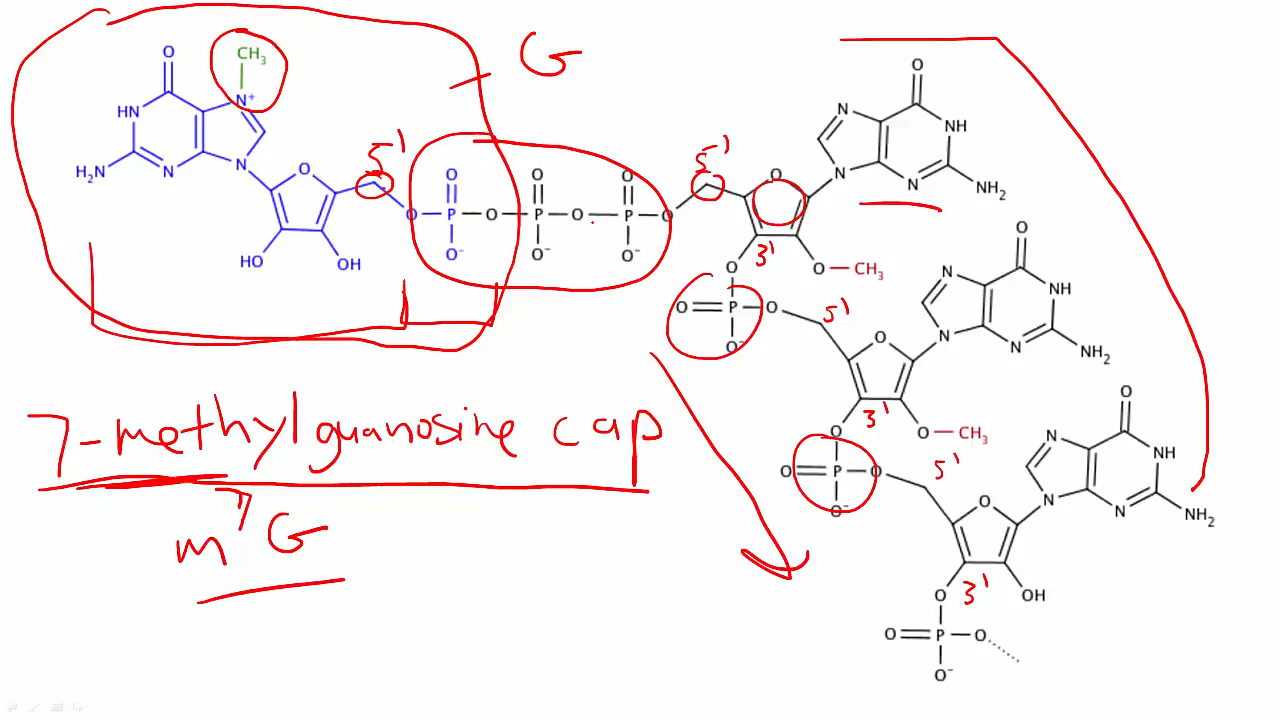 G
CH₃
O
N⁺
HN
H₂N
N
N
O
HO
OH
5'
O
P
O
O⁻
O
P
O
O⁻
O
P
O
O⁻
O
5'
O
3'
O
N
N
N
NH
O
NH₂
O
CH₃
O
P
O
O⁻
O
5'
O
3'
N
N
N
NH
O
NH₂
O
CH₃
7-methylguanosine cap
m⁷G
O
P
O
O⁻
O
5'
O
3'
N
N
N
NH
O
NH₂
OH
O
P
O
O⁻